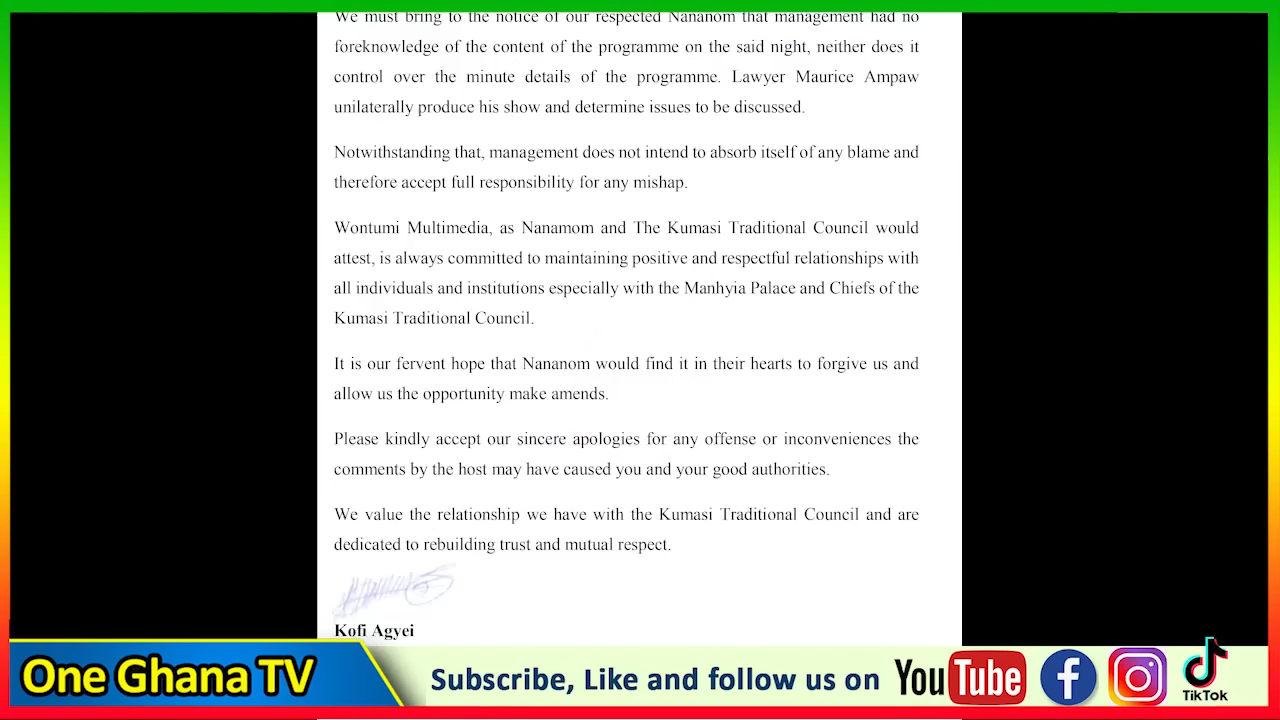 We must bring to the notice of our respected Nananom that management had no
foreknowledge of the content of the programme on the said night, neither does it
control over the minute details of the programme. Lawyer Maurice Ampaw
unilaterally produce his show and determine issues to be discussed.
Notwithstanding that, management does not intend to absorb itself of any blame and
therefore accept full responsibility for any mishap.
Wontumi Multimedia, as Nanamom and The Kumasi Traditional Council would
attest, is always committed to maintaining positive and respectful relationships with
all individuals and institutions especially with the Manhyia Palace and Chiefs of the
Kumasi Traditional Council.
It is our fervent hope that Nananom would find it in their hearts to forgive us and
allow us the opportunity make amends.
Please kindly accept our sincere apologies for any offense or inconveniences the
comments by the host may have caused you and your good authorities.
We value the relationship we have with the Kumasi Traditional Council and are
dedicated to rebuilding trust and mutual respect.
Kofi Agyei
One Ghana TV
Subscribe, Like and follow us on YouTube
TikTok